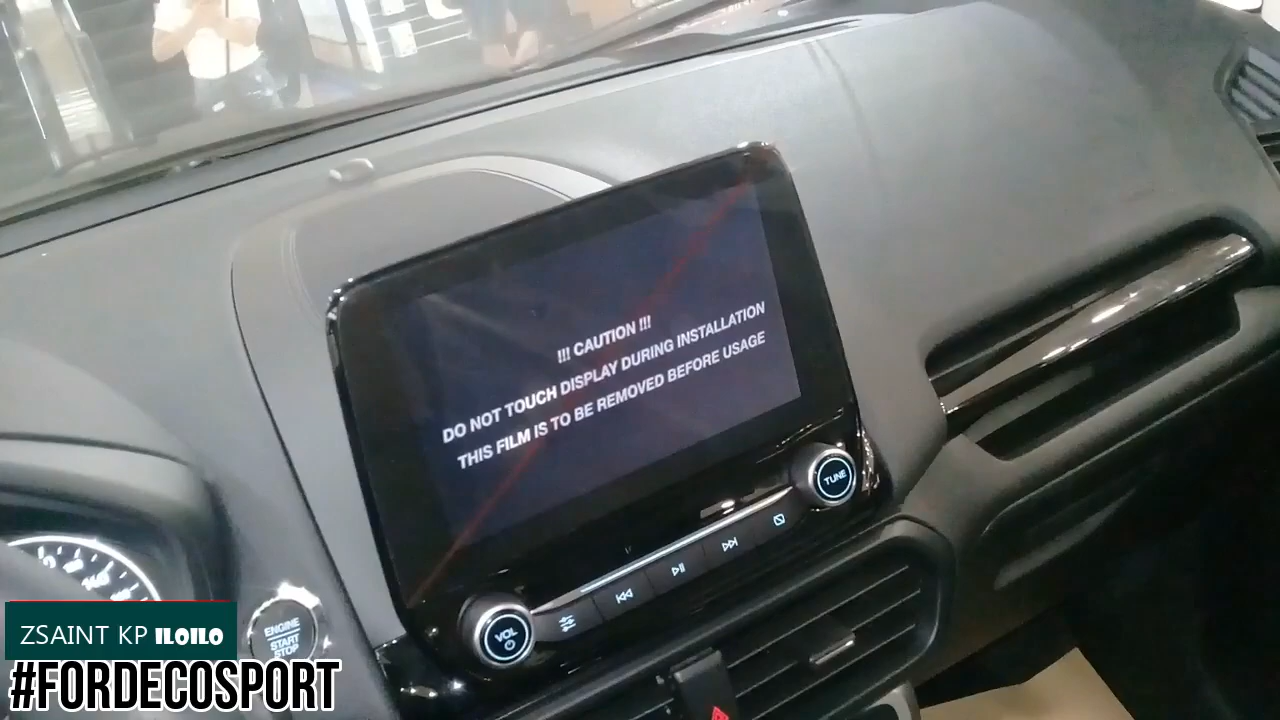 !!! CAUTION !!!
DO NOT TOUCH DISPLAY DURING INSTALLATION
THIS FILM IS TO BE REMOVED BEFORE USAGE
TUNE
VOL
140
ENGINE
START
STOP
ZSAINT KP ILOILO
#FORDECOSPORT